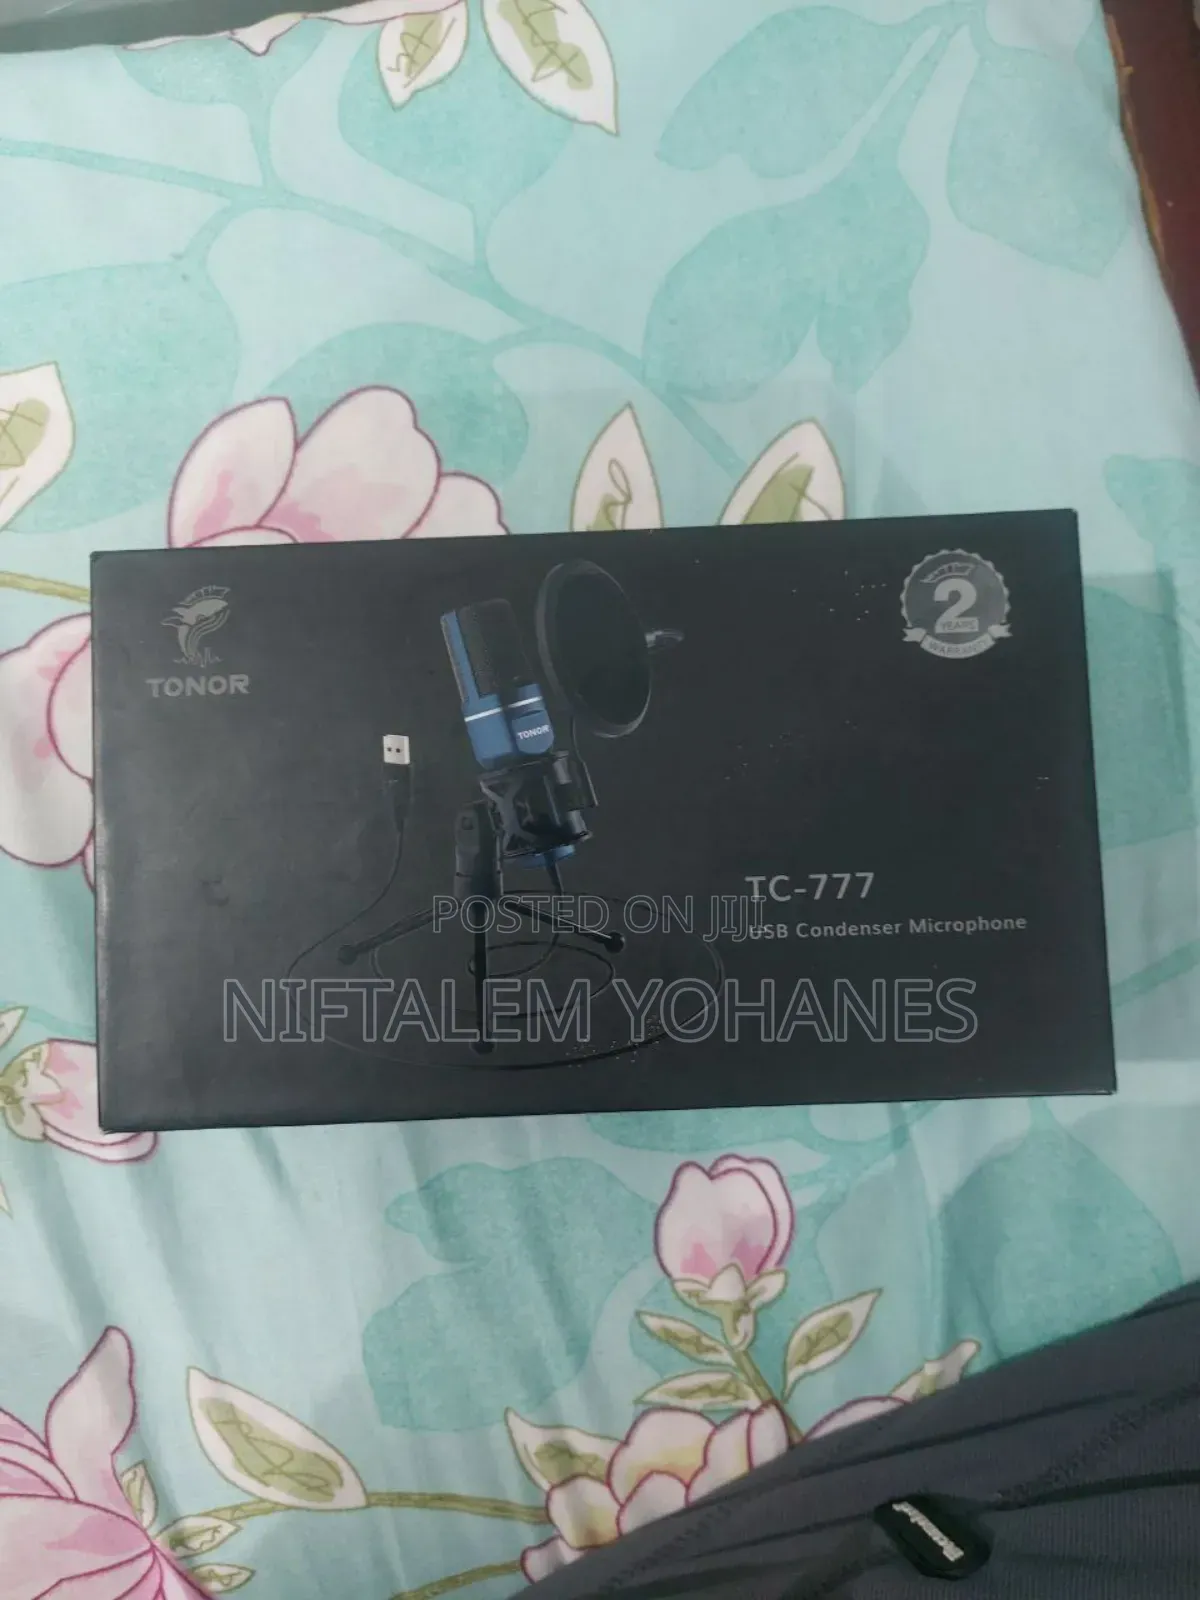 TONOR
2
YEARS
WARRANTY
TONOR
TC-777
USB Condenser Microphone
POSTED ON JIJI
NIFTALEM YOHANES